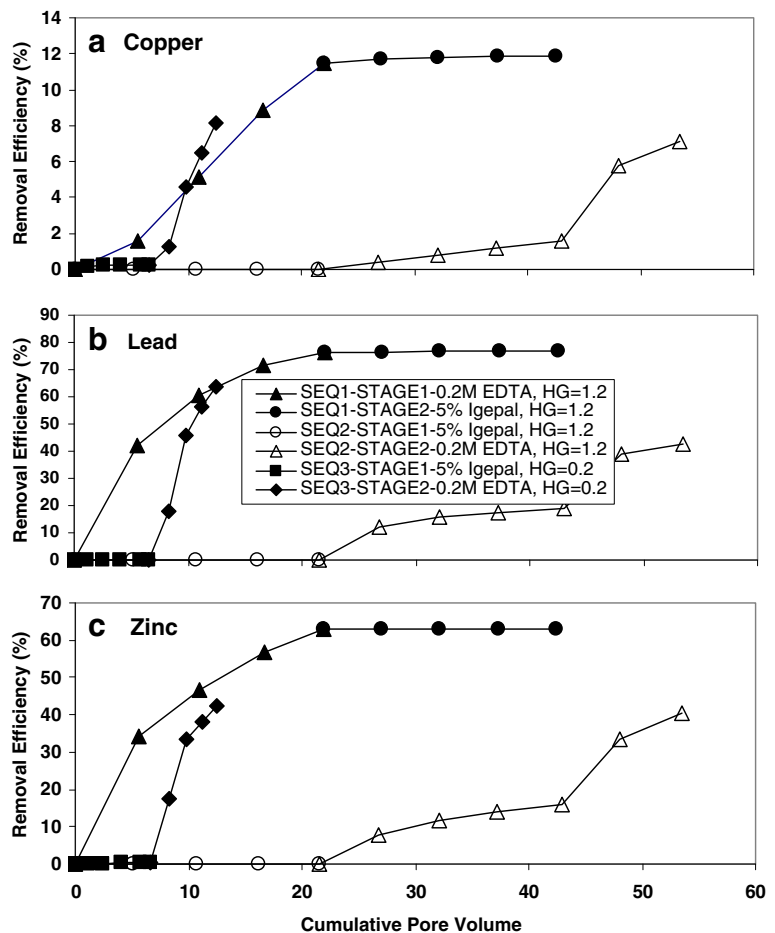 a Copper
Removal Efficiency (%)
14
12
10
8
6
4
2
0
b Lead
Removal Efficiency (%)
90
80
70
60
50
40
30
20
10
0
SEQ1-STAGE1-0.2M EDTA, HG=1.2
SEQ1-STAGE2-5% Igepal, HG=1.2
SEQ2-STAGE1-5% Igepal, HG=1.2
SEQ2-STAGE2-0.2M EDTA, HG=1.2
SEQ3-STAGE1-5% Igepal, HG=0.2
SEQ3-STAGE2-0.2M EDTA, HG=0.2
c Zinc
Removal Efficiency (%)
70
60
50
40
30
20
10
0
0 10 20 30 40 50 60
Cumulative Pore Volume